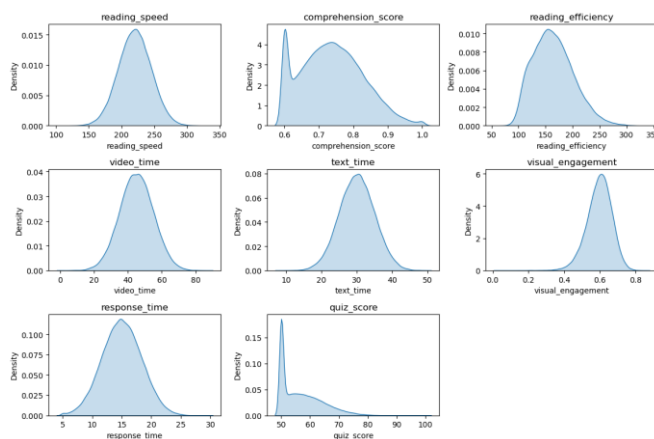 reading_speed
Density
0.015
0.010
0.005
0.000
100 150 200 250 300 350
reading_speed
comprehension_score
Density
4
3
2
1
0
0.6 0.7 0.8 0.9 1.0
comprehension_score
reading_efficiency
Density
0.010
0.008
0.006
0.004
0.002
0.000
50 100 150 200 250 300 35
reading_efficiency
video_time
Density
0.04
0.03
0.02
0.01
0.00
0 20 40 60 80
video_time
text_time
Density
0.08
0.06
0.04
0.02
0.00
10 20 30 40 50
text_time
visual_engagement
Density
6
4
2
0
0.0 0.2 0.4 0.6 0.8
visual_engagement
response_time
Density
0.100
0.075
0.050
0.025
0.000
5 10 15 20 25 30
response_time
quiz_score
Density
0.15
0.10
0.05
0.00
50 60 70 80 90 100
quiz_score